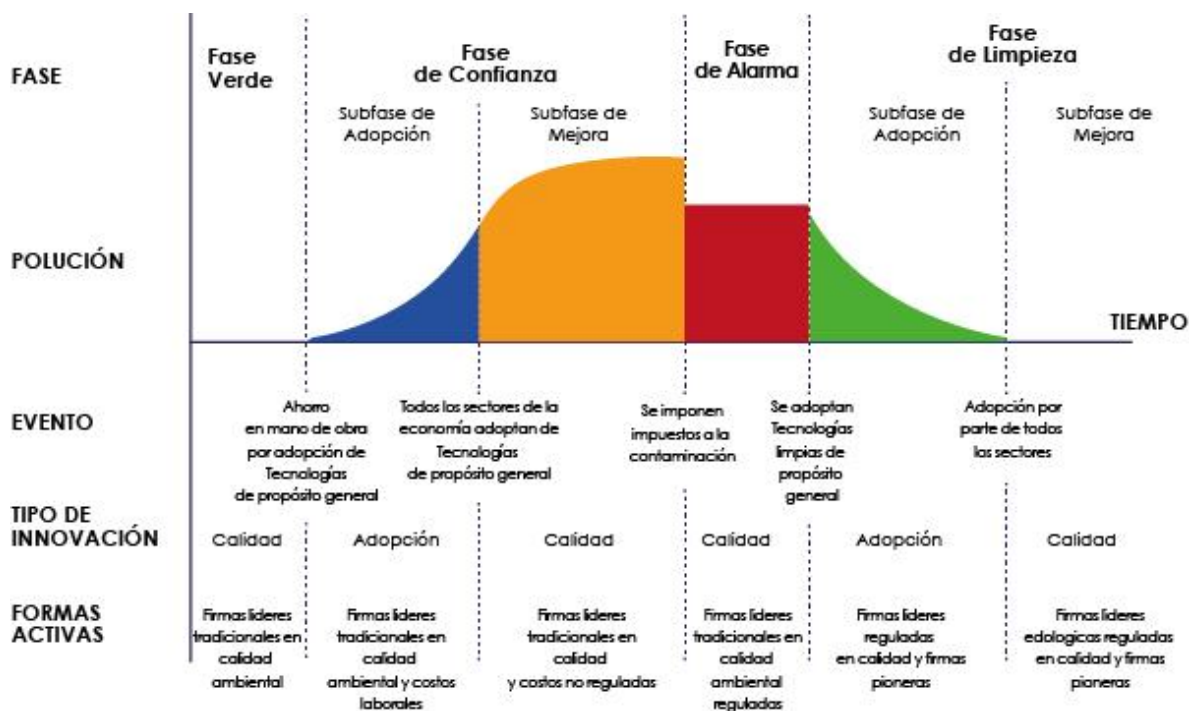 FASE
Fase
Verde
Fase
de Confianza
Fase
de Alarma
Fase
de Limpieza
Subfase de
Adopción
Subfase de
Mejora
Subfase de
Adopción
Subfase de
Mejora
POLUCIÓN
TIEMPO
EVENTO
Ahorro
en mano de obra
por adopción de
Tecnologías
de propósito general
Todos los sectores de la
economía adoptan de
Tecnologías
de propósito general
Se imponen
impuestos a la
contaminación
Se adoptan
Tecnologías
limpias de
propósito
general
Adopción por
parte de todos
los sectores
TIPO DE
INNOVACIÓN
Calidad
Adopción
Calidad
Calidad
Adopción
Calidad
FORMAS
ACTIVAS
Firmas lideres
tradicionales en
calidad
ambiental
Firmas lideres
tradicionales en
calidad
ambiental y costos
laborales
Firmas lideres
tradicionales en
calidad
y costos no reguladas
Firmas lideres
tradicionales en
calidad
ambiental
reguladas
Firmas lideres
reguladas
en calidad y firmas
pioneras
Firmas lideres
edologicas reguladas
en calidad y firmas
pioneras